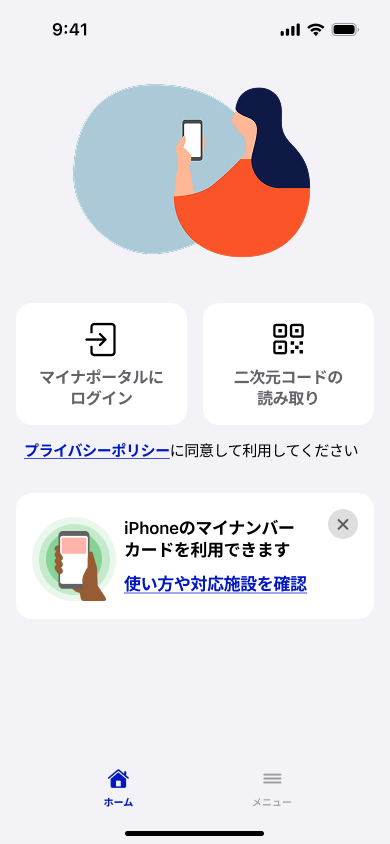 9:41
マイナポータルに
ログイン
二次元コードの
読み取り
プライバシーポリシーに同意して利用してください
iPhoneのマイナンバー
カードを利用できます
使い方や対応施設を確認
ホーム
メニュー